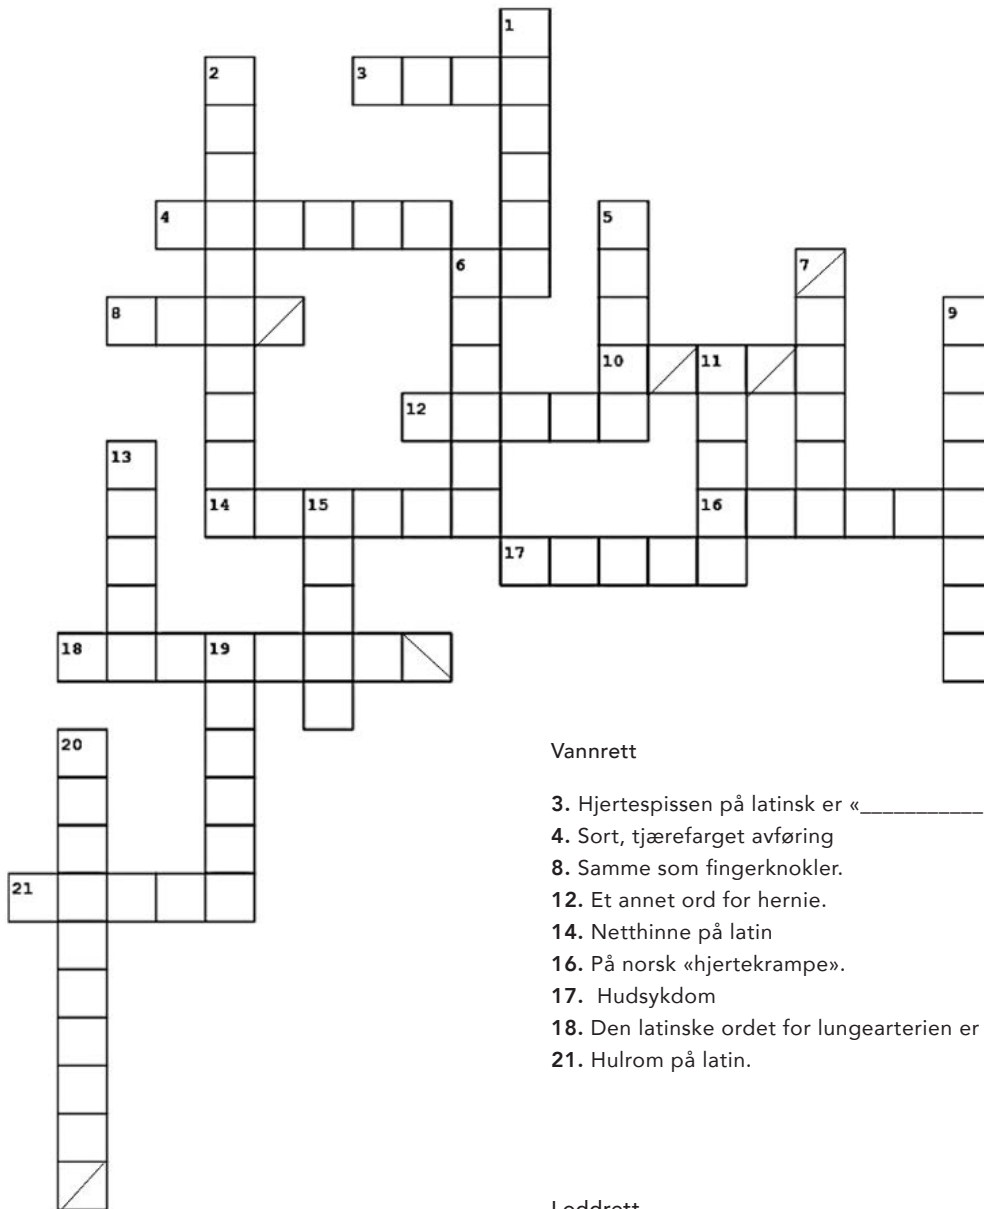 1
2
3
4
5
6
7
8
9
10
11
12
13
14
15
16
17
18
19
20
21
Vannrett
3. Hjertespissen på latinsk er «___________
4. Sort, tjærefarget avføring
8. Samme som fingerknokler.
12. Et annet ord for hernie.
14. Netthinne på latin
16. På norsk «hjertekrampe».
17. Hudsykdom
18. Den latinske ordet for lungearterien er
21. Hulrom på latin.